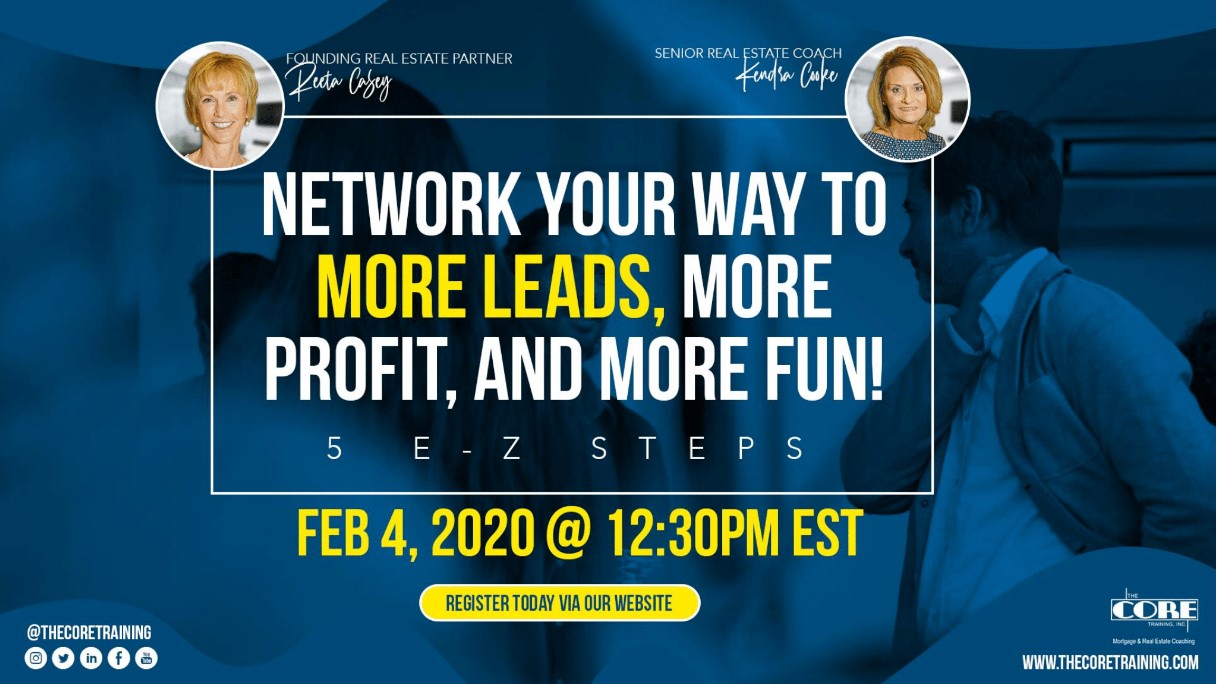 FOUNDING REAL ESTATE PARTNER
Reeta Casey
SENIOR REAL ESTATE COACH
Kendra Cooke
NETWORK YOUR WAY TO
MORE LEADS, MORE
PROFIT, AND MORE FUN!
5 E-Z STEPS
FEB 4, 2020 @ 12:30PM EST
REGISTER TODAY VIA OUR WEBSITE
@THECORETRAINING
THE
CORE
TRAINING, INC.
Mortgage & Real Estate Coaching
WWW.THECORETRAINING.COM